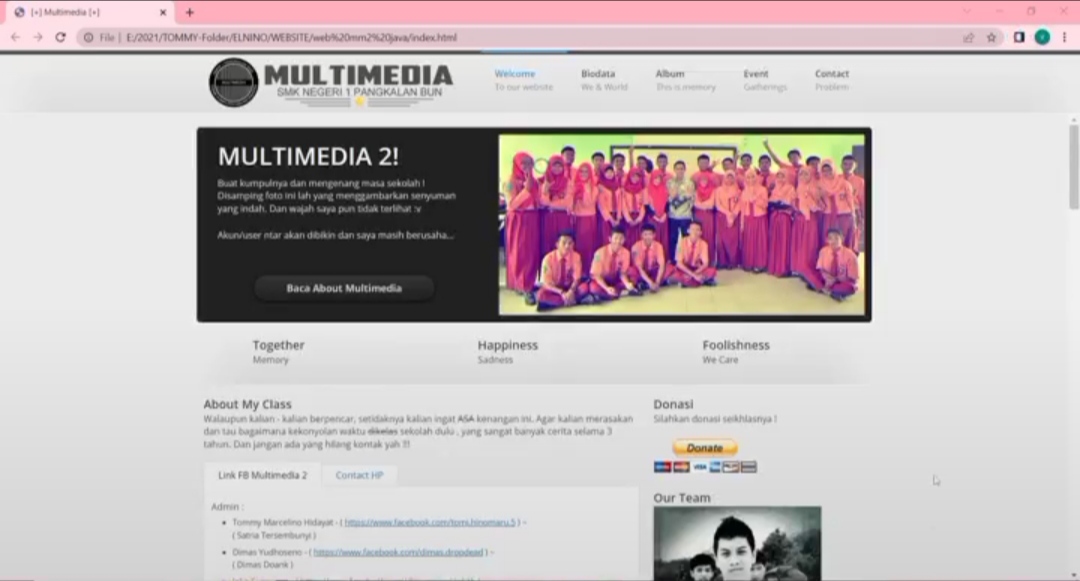 [+] Multimedia [+]
File | E:/2021/TOMMY-Folder/ELNINO/WEBSITE/web%20mm2%20java/index.html
MULTIMEDIA
SMK NEGERI 1 PANGKALAN BUN
Welcome
To our website
Biodata
We & World
Album
This is memory
Event
Gatherings
Contact
Problem
MULTIMEDIA 2!
Buat kumpulnya dan mengenang masa sekolah !
Disamping foto ini lah yang menggambarkan senyuman
yang indah. Dan wajah saya pun tidak terlihat :v
Akun/user ntar akan dibikin dan saya masih berusaha...
Baca About Multimedia
Together
Memory
Happiness
Sadness
Foolishness
We Care
About My Class
Walaupun kalian - kalian berpencar, setidaknya kalian ingat ASA kenangan ini. Agar kalian merasakan
dan tau bagaimana kekonyolan waktu dikelas sekolah dulu , yang sangat banyak cerita selama 3
tahun. Dan jangan ada yang hilang kontak yah !!!
Link FB Multimedia 2
Contact HP
Admin :
Tommy Marcelino Hidayat - ( https://www.facebook.com/tomi.hinomaru.5 ) ~
( Satria Tersembunyi )
Dimas Yudhoseno - ( https://www.facebook.com/dimas.dropdead ) ~
( Dimas Doank )
Donasi
Silahkan donasi seikhlasnya !
Donate
VISA
Our Team